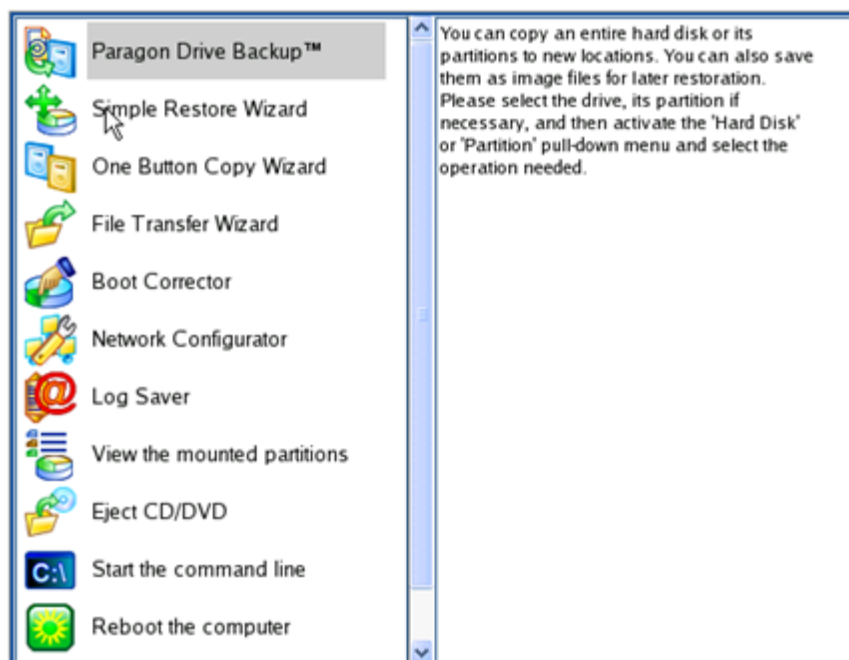 Paragon Drive Backup™
Simple Restore Wizard
One Button Copy Wizard
File Transfer Wizard
Boot Corrector
Network Configurator
Log Saver
View the mounted partitions
Eject CD/DVD
C:\
Start the command line
Reboot the computer
You can copy an entire hard disk or its
partitions to new locations. You can also save
them as image files for later restoration.
Please select the drive, its partition if
necessary, and then activate the 'Hard Disk'
or 'Partition' pull-down menu and select the
operation needed.